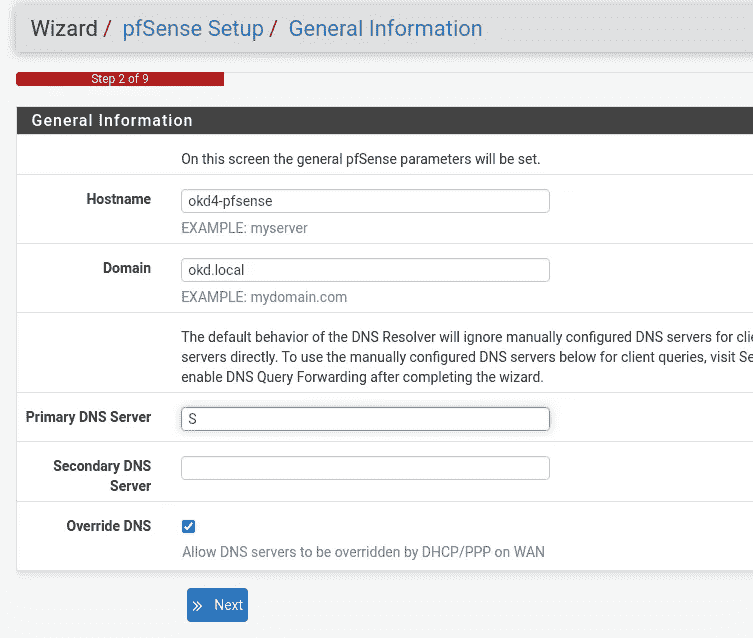 Wizard / pfSense Setup / General Information
Step 2 of 9
General Information
On this screen the general pfSense parameters will be set.
Hostname
okd4-pfsense
EXAMPLE: myserver
Domain
okd.local
EXAMPLE: mydomain.com
The default behavior of the DNS Resolver will ignore manually configured DNS servers for
servers directly. To use the manually configured DNS servers below for client queries, visit
enable DNS Query Forwarding after completing the wizard.
Primary DNS Server
S
Secondary DNS
Server
Override DNS
Allow DNS servers to be overridden by DHCP/PPP on WAN
Next